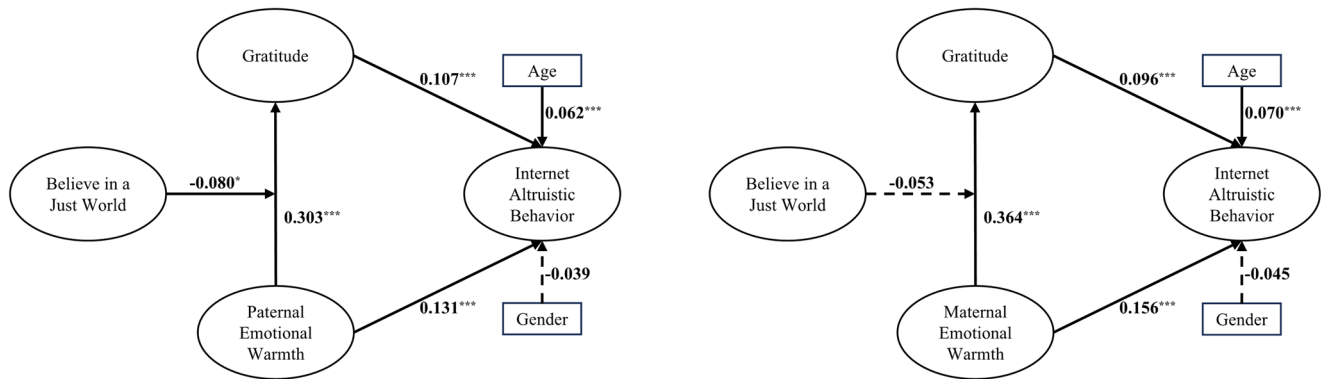 Gratitude
0.107***
Age
0.062***
Believe in a
Just World
-0.080*
0.303***
Internet
Altruistic
Behavior
-0.039
Paternal
Emotional
Warmth
0.131***
Gender
Gratitude
0.096***
Age
0.070***
Believe in a
Just World
-0.053
0.364***
Internet
Altruistic
Behavior
-0.045
Maternal
Emotional
Warmth
0.156***
Gender